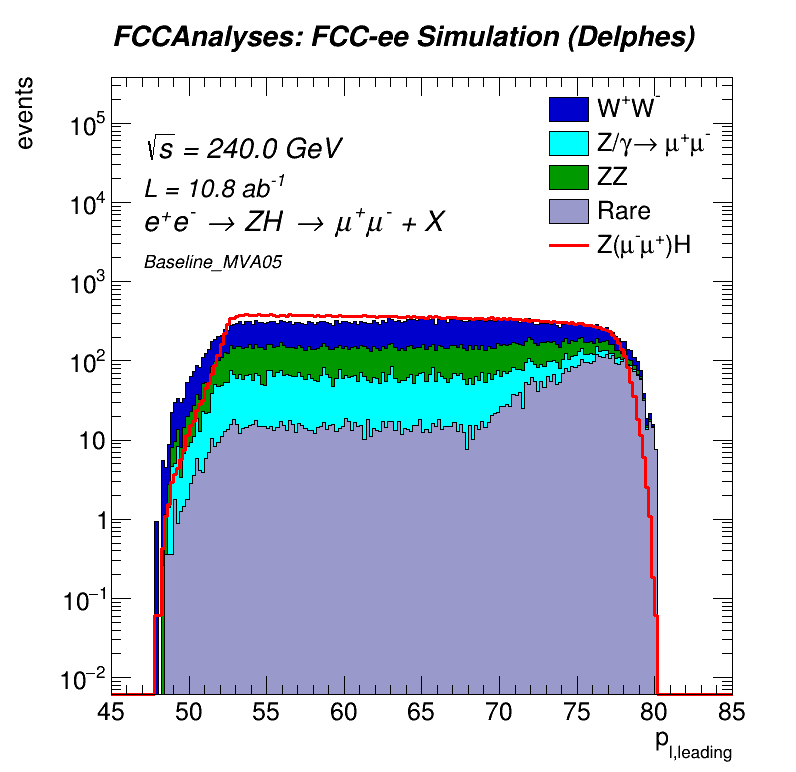 FCCAnalyses: FCC-ee Simulation (Delphes)
events
√s = 240.0 GeV
L = 10.8 ab⁻¹
e⁺e⁻ → ZH → μ⁺μ⁻ + X
Baseline_MVA05
W⁺W⁻
Z/γ→ μ⁺μ⁻
ZZ
Rare
Z(μ⁻μ⁺)H
10⁵
10⁴
10³
10²
10
1
10⁻¹
10⁻²
45 50 55 60 65 70 75 80 85
p_l,leading